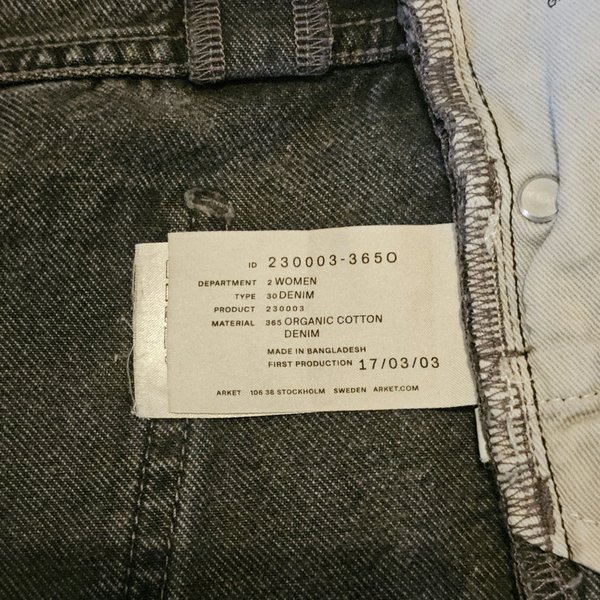 ID 230003-365O
DEPARTMENT 2 WOMEN
TYPE 30 DENIM
PRODUCT 230003
MATERIAL 365 ORGANIC COTTON
DENIM
MADE IN BANGLADESH
FIRST PRODUCTION 17/03/03
ARKET 106 38 STOCKHOLM SWEDEN ARKET.COM